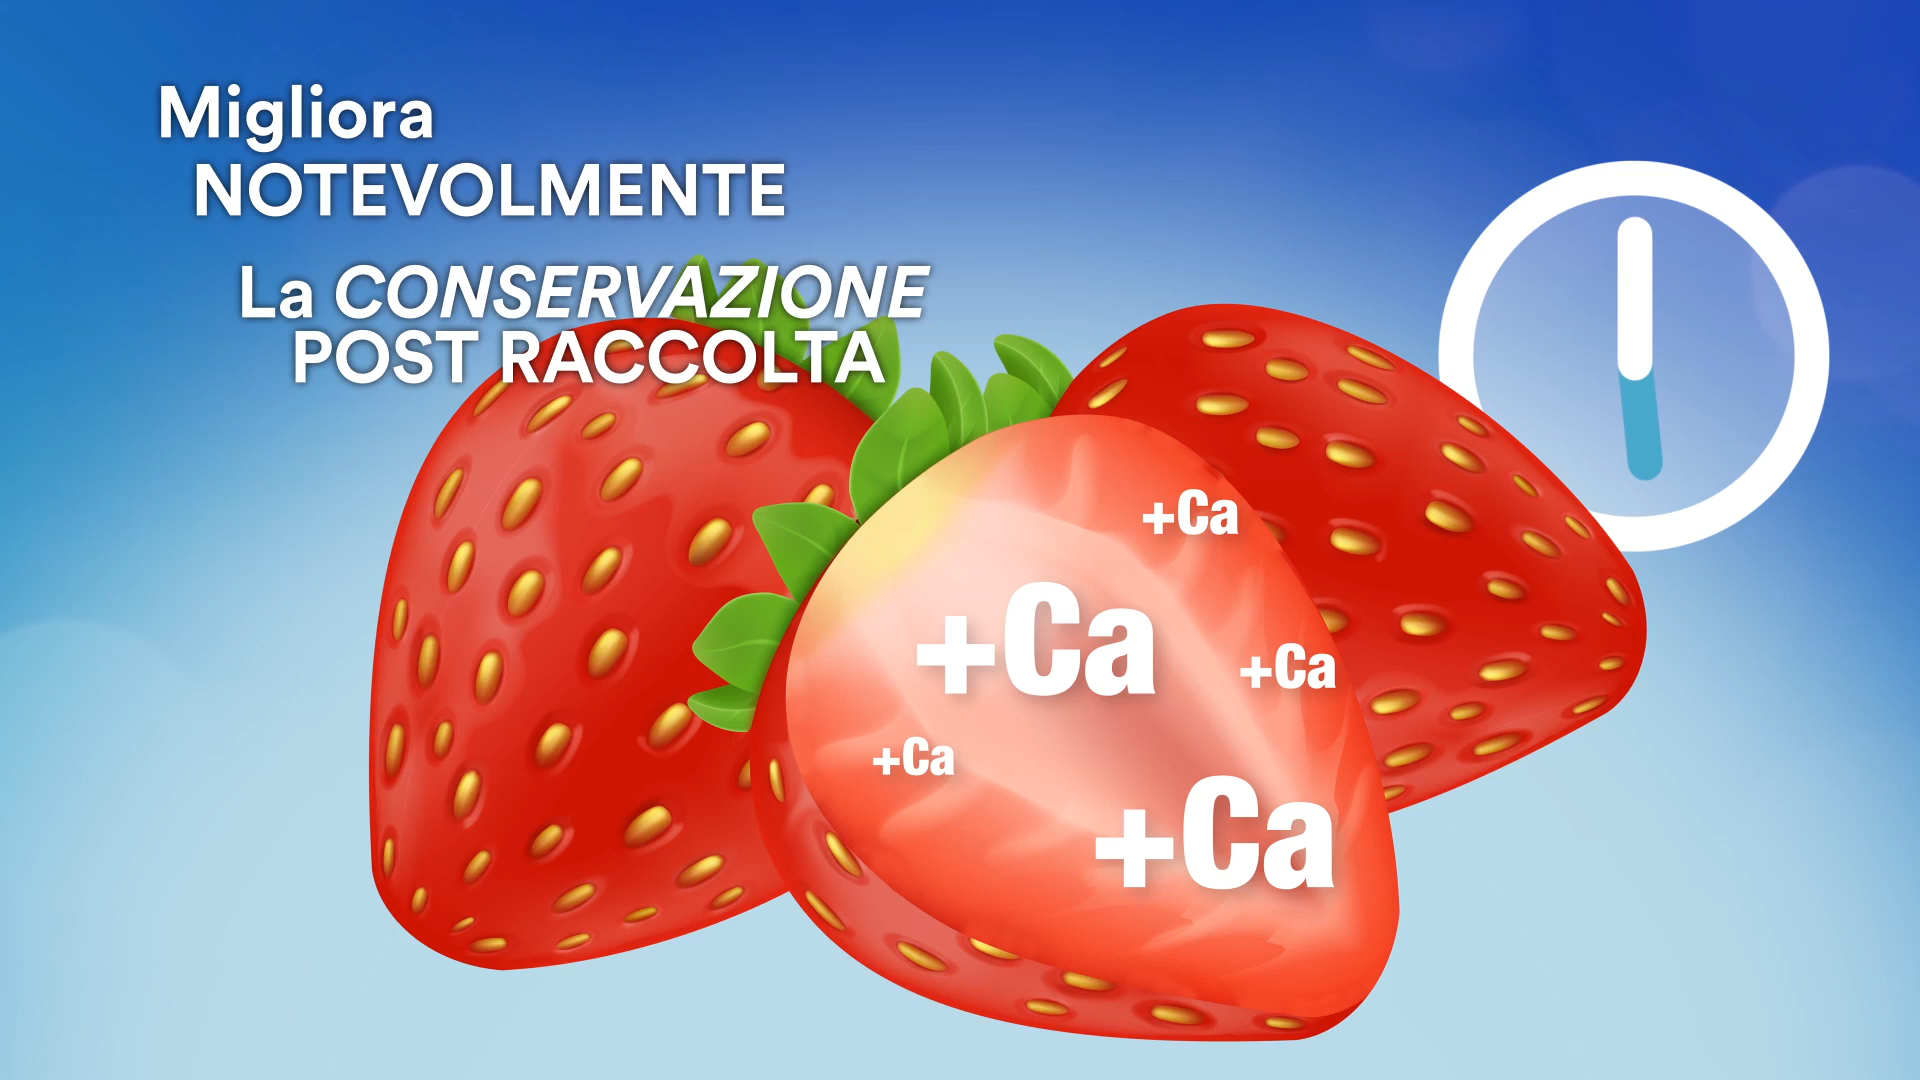 Migliora
NOTEVOLMENTE
La CONSERVAZIONE
POST RACCOLTA
+Ca
+Ca
+Ca
+Ca
+Ca